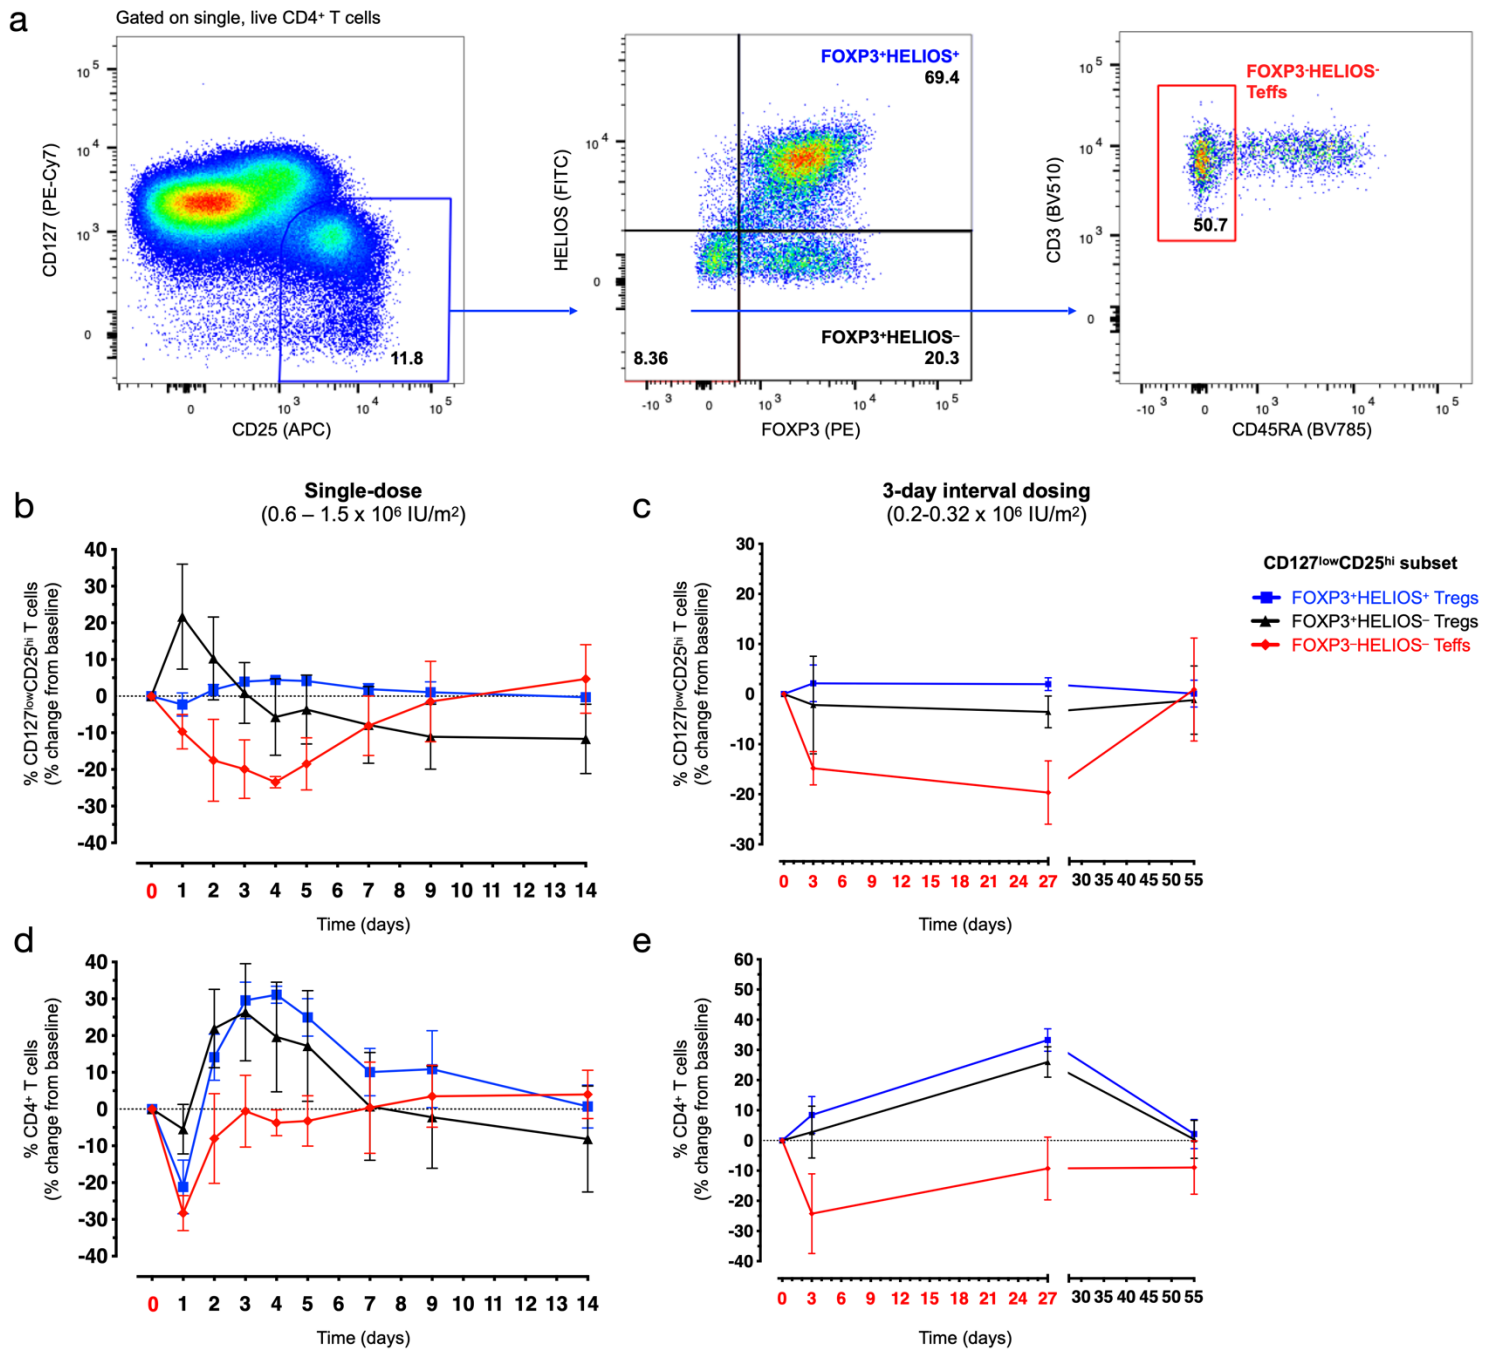 a
Gated on single, live CD4⁺ T cells
10⁵
10⁴
10³
0
CD127 (PE-Cy7)
11.8
0
10³
10⁴
10⁵
CD25 (APC)
FOXP3⁺HELIOS⁺
69.4
10⁴
0
HELIOS (FITC)
8.36
FOXP3⁺HELIOS⁻
20.3
-10³
0
10³
10⁴
10⁵
FOXP3 (PE)
FOXP3⁻HELIOS⁻
Teffs
10⁵
10⁴
10³
0
CD3 (BV510)
50.7
-10³
0
10³
10⁴
10⁵
CD45RA (BV785)
b
Single-dose
(0.6 – 1.5 x 10⁶ IU/m²)
% CD127ˡᵒʷCD25ʰⁱ T cells
(% change from baseline)
40
30
20
10
0
-10
-20
-30
-40
0 1 2 3 4 5 6 7 8 9 10 11 12 13 14
Time (days)
c
3-day interval dosing
(0.2-0.32 x 10⁶ IU/m²)
% CD127ˡᵒʷCD25ʰⁱ T cells
(% change from baseline)
30
20
10
0
-10
-20
-30
0 3 6 9 12 15 18 21 24 27 30 35 40 45 50 55
Time (days)
CD127ˡᵒʷCD25ʰⁱ subset
FOXP3⁺HELIOS⁺ Tregs
FOXP3⁺HELIOS⁻ Tregs
FOXP3⁻HELIOS⁻ Teffs
d
% CD4⁺ T cells
(% change from baseline)
40
30
20
10
0
-10
-20
-30
-40
0 1 2 3 4 5 6 7 8 9 10 11 12 13 14
Time (days)
e
% CD4⁺ T cells
(% change from baseline)
60
50
40
30
20
10
0
-10
-20
-30
-40
0 3 6 9 12 15 18 21 24 27 30 35 40 45 50 55
Time (days)